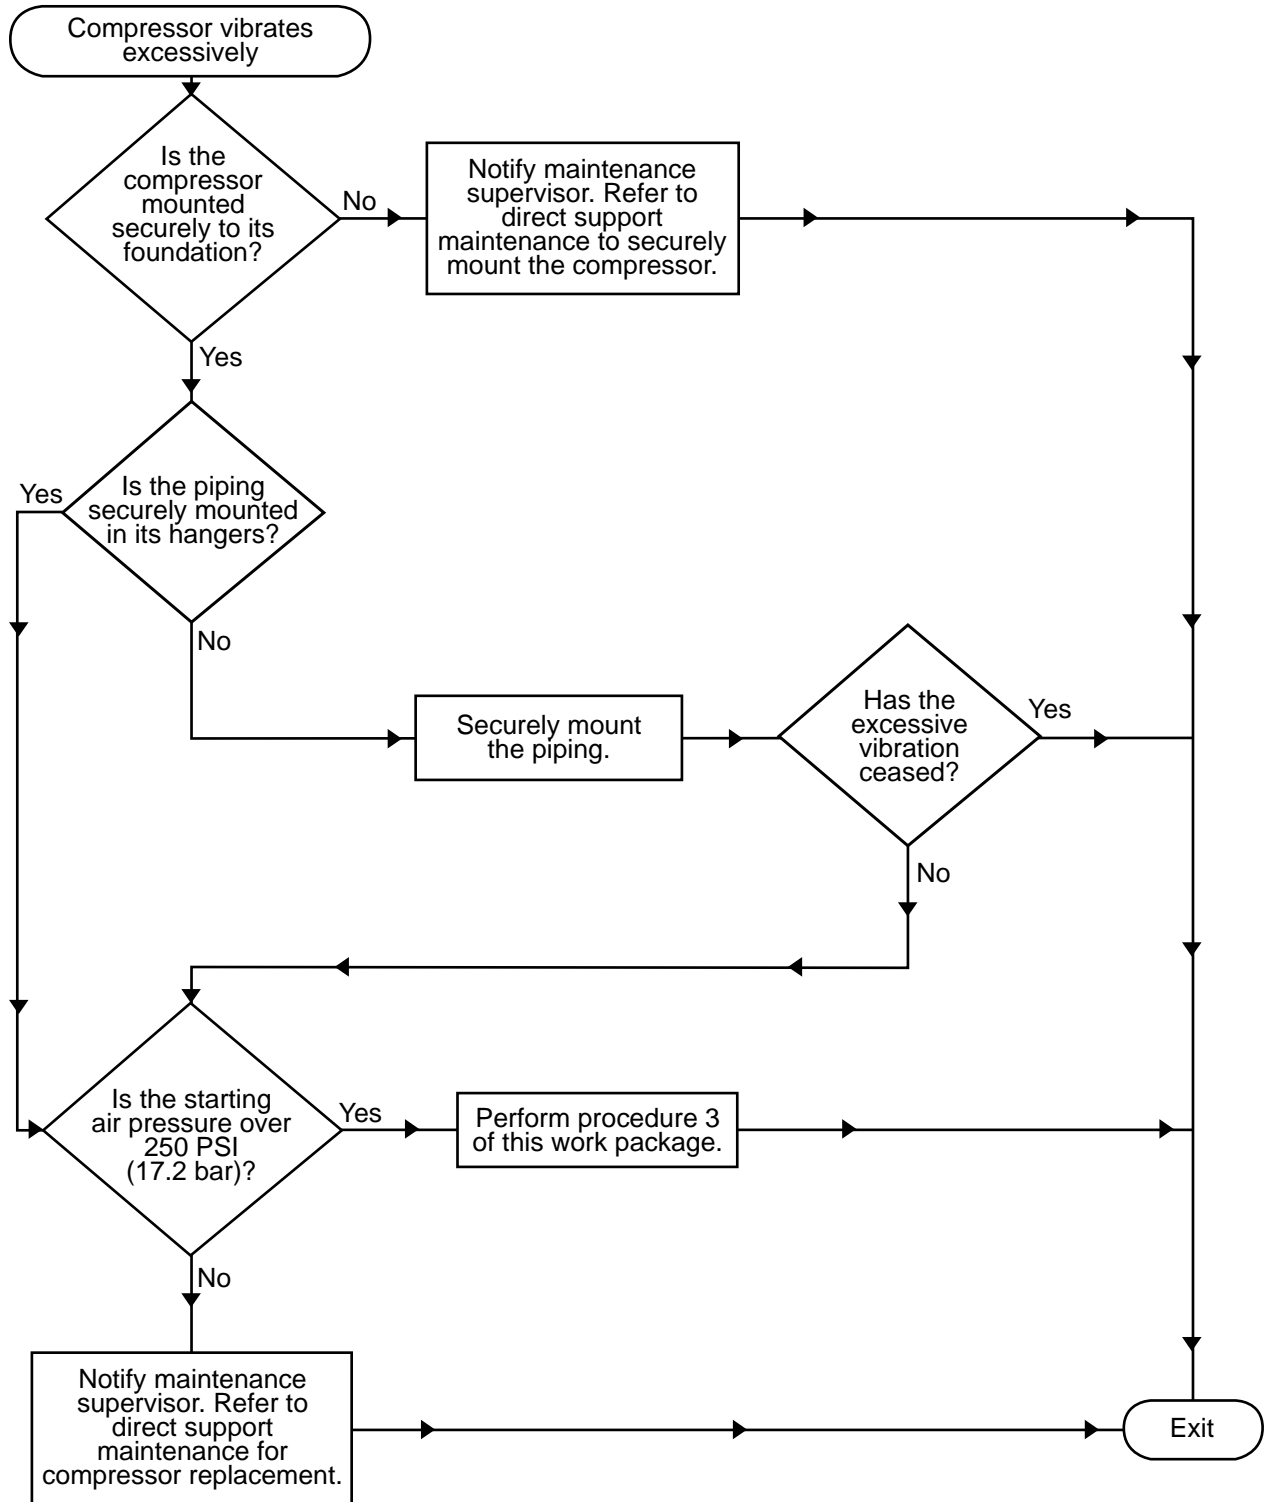 Compressor vibrates
excessively
Is the
compressor
mounted
securely to its
foundation?
No
Notify maintenance
supervisor. Refer to
direct support
maintenance to securely
mount the compressor.
Yes
Yes
Is the piping
securely mounted
in its hangers?
No
Securely mount
the piping.
Has the
excessive
vibration
ceased?
Yes
No
Is the starting
air pressure over
250 PSI
(17.2 bar)?
Yes
Perform procedure 3
of this work package.
No
Notify maintenance
supervisor. Refer to
direct support
maintenance for
compressor replacement.
Exit